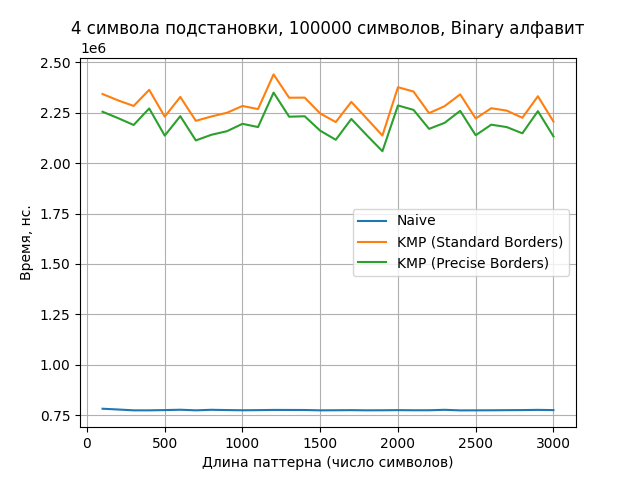 4 символа подстановки, 100000 символов, Binary алфавит
1e6
2.50
2.25
2.00
1.75
1.50
1.25
1.00
0.75
Время, нс.
Naive
KMP (Standard Borders)
KMP (Precise Borders)
0 500 1000 1500 2000 2500 3000
Длина паттерна (число символов)